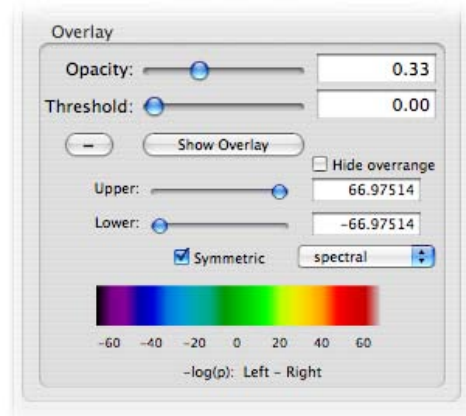 Overlay
Opacity: 0.33
Threshold: 0.00
– Show Overlay
Hide overrange
Upper: 66.97514
Lower: −66.97514
Symmetric spectral
−60 −40 −20 0 20 40 60
−log(p): Left − Right